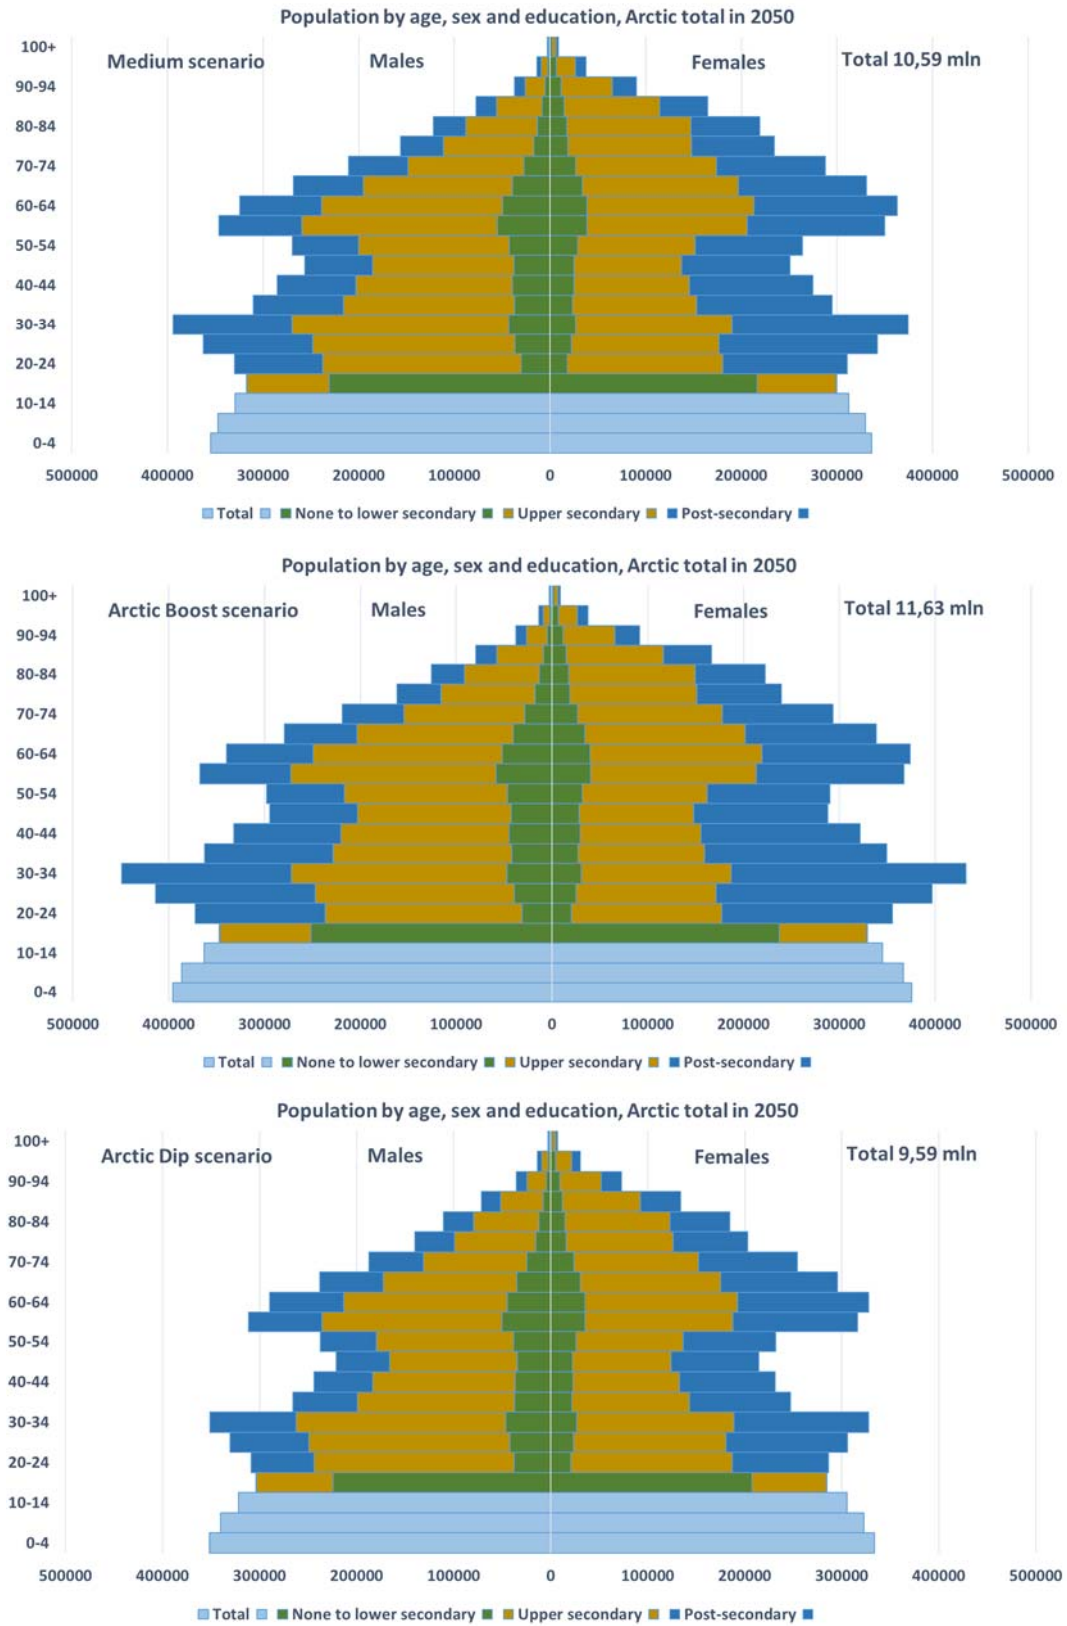 Population by age, sex and education, Arctic total in 2050
100+
Medium scenario Males Females Total 10,59 mln
90-94
80-84
70-74
60-64
50-54
40-44
30-34
20-24
10-14
0-4
500000 400000 300000 200000 100000 0 100000 200000 300000 400000 500000
Total None to lower secondary Upper secondary Post-secondary
Population by age, sex and education, Arctic total in 2050
100+
Arctic Boost scenario Males Females Total 11,63 mln
90-94
80-84
70-74
60-64
50-54
40-44
30-34
20-24
10-14
0-4
500000 400000 300000 200000 100000 0 100000 200000 300000 400000 500000
Total None to lower secondary Upper secondary Post-secondary
Population by age, sex and education, Arctic total in 2050
100+
Arctic Dip scenario Males Females Total 9,59 mln
90-94
80-84
70-74
60-64
50-54
40-44
30-34
20-24
10-14
0-4
500000 400000 300000 200000 100000 0 100000 200000 300000 400000 500000
Total None to lower secondary Upper secondary Post-secondary